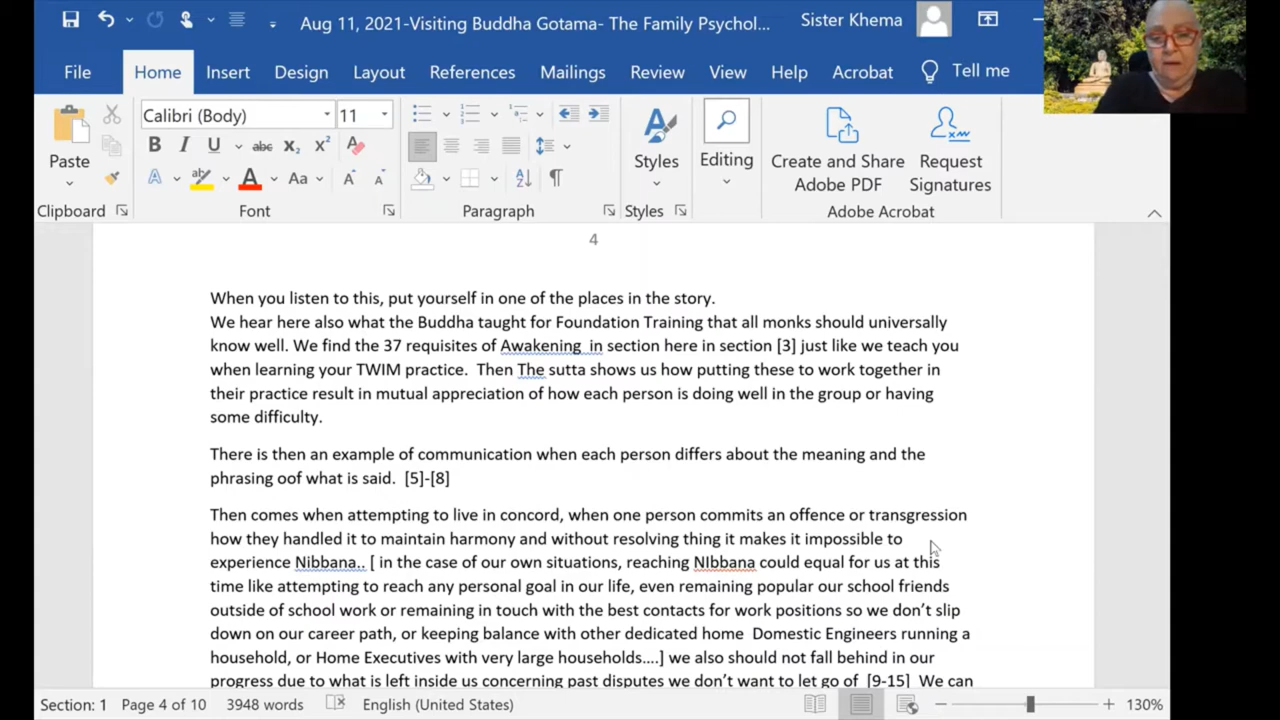 Aug 11, 2021-Visiting Buddha Gotama- The Family Psychol...
Sister Khema
File
Home
Insert
Design
Layout
References
Mailings
Review
View
Help
Acrobat
Tell me
Calibri (Body)
11
Paste
B
I
U
abc
x₂
x²
A
A
Aa
A
A
Styles
Editing
Create and Share
Adobe PDF
Request
Signatures
Clipboard
Font
Paragraph
Styles
Adobe Acrobat
4
When you listen to this, put yourself in one of the places in the story.
We hear here also what the Buddha taught for Foundation Training that all monks should universally
know well. We find the 37 requisites of Awakening  in section here in section [3] just like we teach you
when learning your TWIM practice.  Then The sutta shows us how putting these to work together in
their practice result in mutual appreciation of how each person is doing well in the group or having
some difficulty.
There is then an example of communication when each person differs about the meaning and the
phrasing oof what is said.  [5]-[8]
Then comes when attempting to live in concord, when one person commits an offence or transgression
how they handled it to maintain harmony and without resolving thing it makes it impossible to
experience Nibbana.. [ in the case of our own situations, reaching NIbbana could equal for us at this
time like attempting to reach any personal goal in our life, even remaining popular our school friends
outside of school work or remaining in touch with the best contacts for work positions so we don't slip
down on our career path, or keeping balance with other dedicated home  Domestic Engineers running a
household, or Home Executives with very large households....] we also should not fall behind in our
progress due to what is left inside us concerning past disputes we don't want to let go of  [9-15]  We can
Section: 1
Page 4 of 10
3948 words
English (United States)
130%